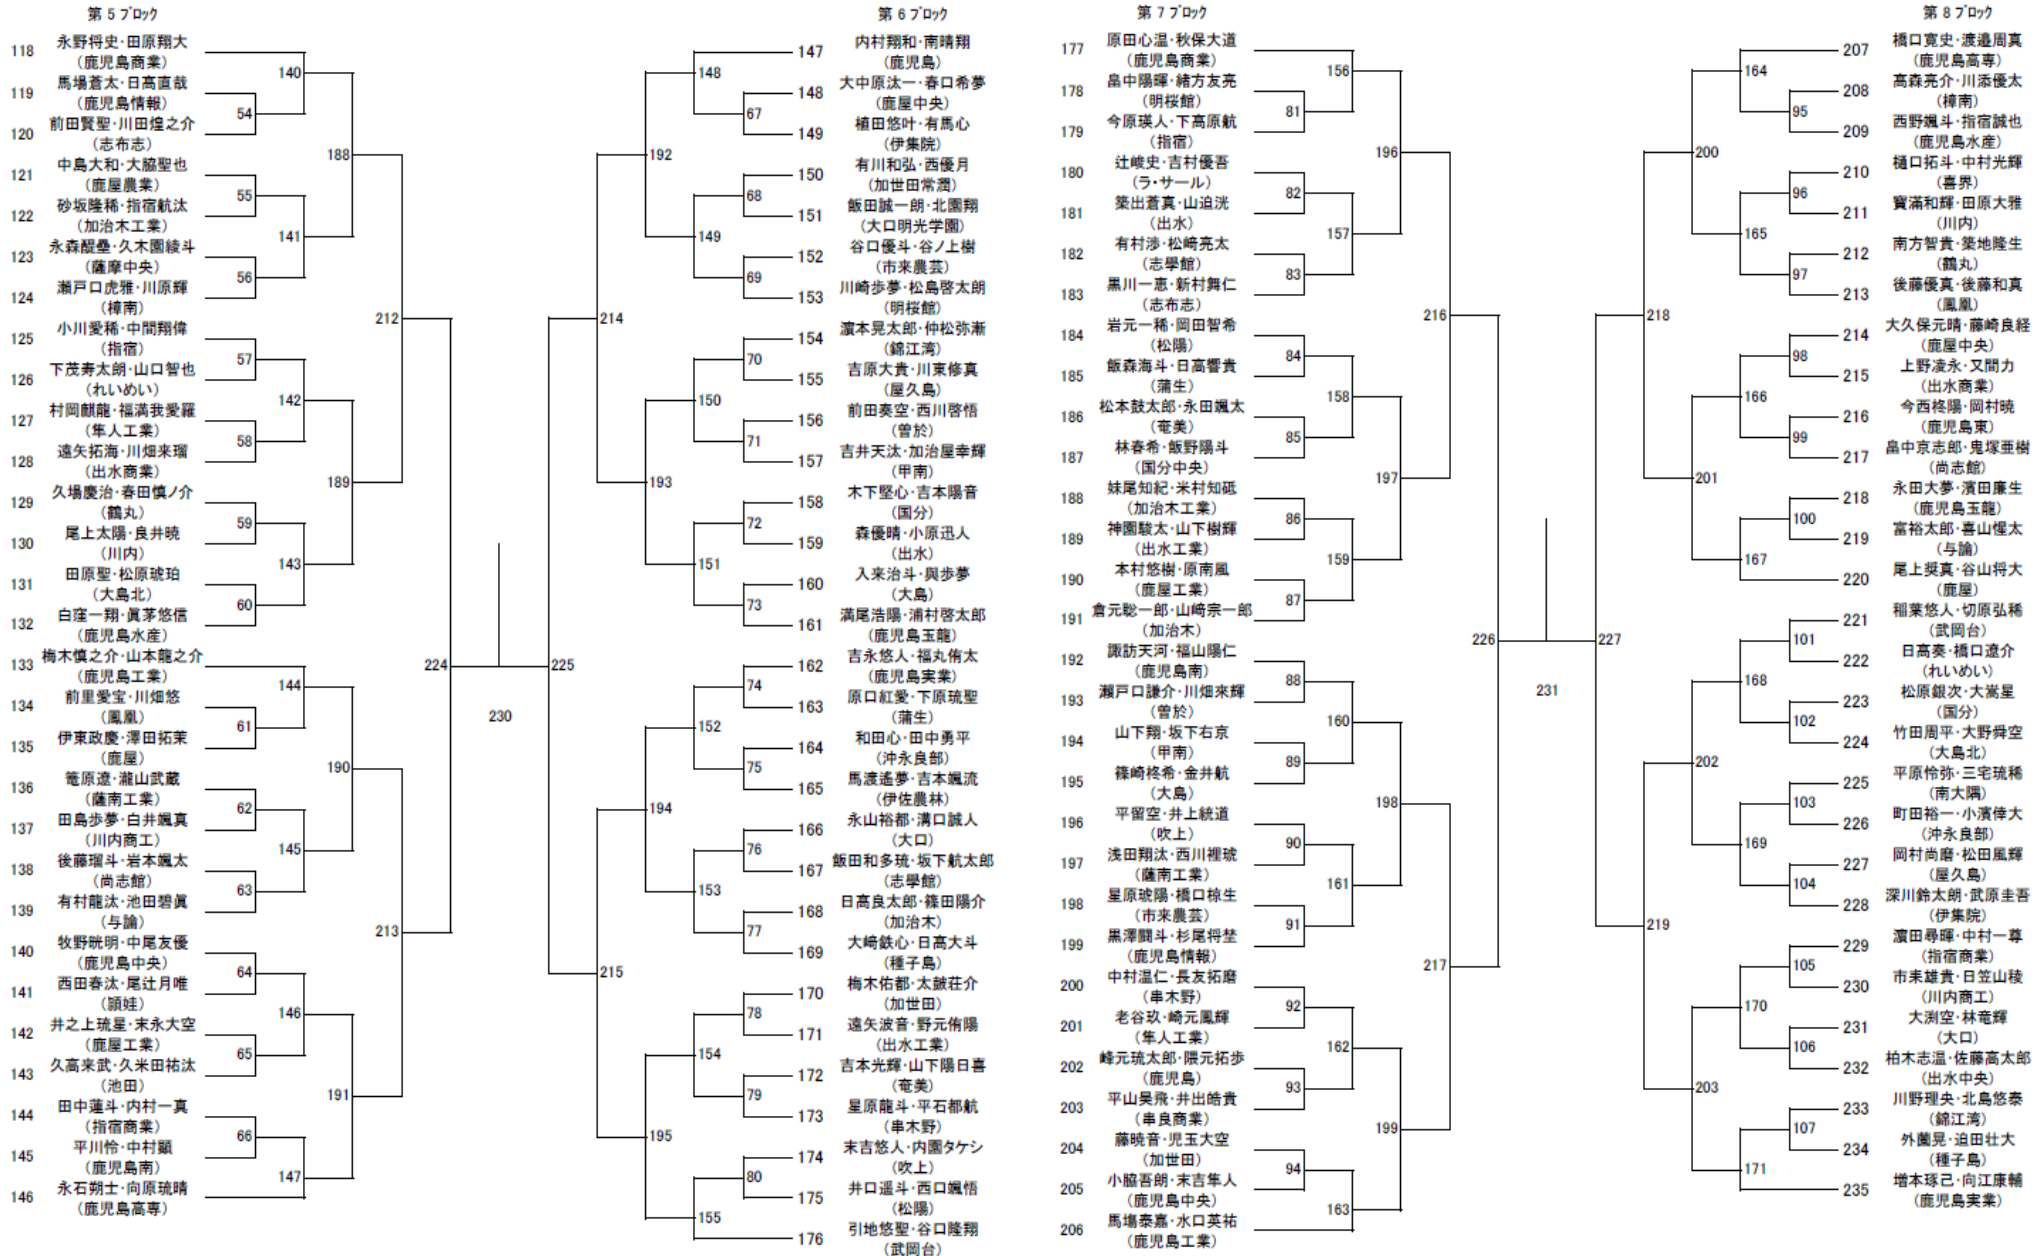 第5ブロック
118 永野将史・田原翔大
(鹿児島商業)
119 馬場蒼太・日高直哉
(鹿児島情報)
120 前田賢聖・川田煌之介
(志布志)
121 中島大和・大脇聖也
(鹿屋農業)
122 砂坂隆稀・指宿航汰
(加治木工業)
123 永森醍塁・久木園綾斗
(薩摩中央)
124 瀬戸口虎雅・川原輝
(樟南)
125 小川愛稀・中間翔偉
(指宿)
126 下茂寿太朗・山口智也
(れいめい)
127 村岡麒龍・福満我愛羅
(隼人工業)
128 遠矢拓海・川畑来瑠
(出水商業)
129 久場慶治・春田慎ノ介
(鶴丸)
130 尾上太陽・良井暁
(川内)
131 田原聖・松原琥珀
(大島北)
132 白窪一翔・眞茅悠信
(鹿児島水産)
133 梅木慎之介・山本龍之介
(鹿児島工業)
134 前里愛宝・川畑悠
(鳳凰)
135 伊東政慶・澤田拓茉
(鹿屋)
136 篭原遼・瀧山武蔵
(薩南工業)
137 田島歩夢・白井颯真
(川内商工)
138 後藤瑠斗・岩本颯太
(尚志館)
139 有村龍汰・池田碧眞
(与論)
140 牧野晄明・中尾友優
(鹿児島中央)
141 西田春汰・尾辻月唯
(頴娃)
142 井之上琉星・末永大空
(鹿屋工業)
143 久高来武・久米田祐汰
(池田)
144 田中蓮斗・内村一真
(指宿商業)
145 平川怜・中村顕
(鹿児島南)
146 永石朔士・向原琉晴
(鹿児島高専)
140
54
188
55
141
56
212
57
142
58
189
59
143
60
224
144
61
190
62
145
63
213
64
146
65
191
66
147
230
第6ブロック
147 内村翔和・南晴翔
(鹿児島)
148 大中原汰一・春口希夢
(鹿屋中央)
149 植田悠叶・有馬心
(伊集院)
150 有川和弘・西優月
(加世田常潤)
151 飯田誠一朗・北園翔
(大口明光学園)
152 谷口優斗・谷ノ上樹
(市来農芸)
153 川崎歩夢・松島啓太朗
(明桜館)
154 濵本晃太郎・仲松弥漸
(錦江湾)
155 吉原大貴・川東修真
(屋久島)
156 前田奏空・西川啓悟
(曽於)
157 吉井天汰・加治屋幸輝
(甲南)
158 木下堅心・吉本陽音
(国分)
159 森優晴・小原迅人
(出水)
160 入来治斗・與歩夢
(大島)
161 満尾浩陽・浦村啓太郎
(鹿児島玉龍)
162 吉永悠人・福丸侑太
(鹿児島実業)
163 原口紅愛・下原琉聖
(蒲生)
164 和田心・田中勇平
(沖永良部)
165 馬渡遙夢・吉本颯流
(伊佐農林)
166 永山裕都・溝口誠人
(大口)
167 飯田和多琉・坂下航太郎
(志學館)
168 日高良太郎・篠田陽介
(加治木)
169 大﨑鉄心・日高大斗
(種子島)
170 梅木佑都・太皷荘介
(加世田)
171 遠矢波音・野元侑陽
(出水工業)
172 吉本光輝・山下陽日喜
(奄美)
173 星原龍斗・平石都航
(串木野)
174 末吉悠人・内園タケシ
(吹上)
175 井口遥斗・西口颯悟
(松陽)
176 引地悠聖・谷口隆翔
(武岡台)
148
67
192
68
149
69
214
70
150
71
193
72
151
73
225
74
152
75
194
76
153
77
215
78
154
79
195
80
155
第7ブロック
177 原田心温・秋保大道
(鹿児島商業)
178 畠中陽暉・緒方友亮
(明桜館)
179 今原瑛人・下高原航
(指宿)
180 辻峻史・吉村優吾
(ラ・サール)
181 築出蒼真・山迫洸
(出水)
182 有村渉・松﨑亮太
(志學館)
183 黒川一恵・新村舞仁
(志布志)
184 岩元一稀・岡田智希
(松陽)
185 飯森海斗・日高響貴
(蒲生)
186 松本鼓太郎・永田颯太
(奄美)
187 林春希・飯野陽斗
(国分中央)
188 妹尾知紀・米村知砥
(加治木工業)
189 神園駿太・山下樹輝
(出水工業)
190 本村悠樹・原南風
(鹿屋工業)
191 倉元聡一郎・山﨑宗一郎
(加治木)
192 諏訪天河・福山陽仁
(鹿児島南)
193 瀬戸口謙介・川畑來輝
(曽於)
194 山下翔・坂下右京
(甲南)
195 篠崎柊希・金井航
(大島)
196 平留空・井上統道
(吹上)
197 浅田翔汰・西川裡琥
(薩南工業)
198 星原琥陽・橋口椋生
(市来農芸)
199 黒澤闘斗・杉尾将埜
(鹿児島情報)
200 中村温仁・長友拓磨
(串木野)
201 老谷玖・崎元鳳輝
(隼人工業)
202 峰元琉太郎・隈元拓歩
(鹿児島)
203 平山昊飛・井出皓貴
(串良商業)
204 藤暁音・児玉大空
(加世田)
205 小脇吾朗・末吉隼人
(鹿児島中央)
206 馬塲泰嘉・水口英祐
(鹿児島工業)
156
81
196
82
157
83
216
84
158
85
197
86
159
87
226
88
160
89
198
90
161
91
217
92
162
93
199
94
163
231
第8ブロック
207 橋口寛史・渡邉周真
(鹿児島高専)
208 高森亮介・川添優太
(樟南)
209 西野颯斗・指宿誠也
(鹿児島水産)
210 樋口拓斗・中村光輝
(喜界)
211 寶満和輝・田原大雅
(川内)
212 南方智貴・築地隆生
(鶴丸)
213 後藤優真・後藤和真
(鳳凰)
214 大久保元晴・藤崎良経
(鹿屋中央)
215 上野凌永・又間力
(出水商業)
216 今西柊陽・岡村暁
(鹿児島東)
217 畠中京志郎・鬼塚亜樹
(尚志館)
218 永田大夢・濱田廉生
(鹿児島玉龍)
219 富裕太郎・喜山惺太
(与論)
220 尾上奨真・谷山将大
(鹿屋)
221 稲葉悠人・切原弘稀
(武岡台)
222 日高奏・橋口遼介
(れいめい)
223 松原銀次・大嵩星
(国分)
224 竹田周平・大野舜空
(大島北)
225 平原怜弥・三宅琉稀
(南大隅)
226 町田裕一・小濱倖大
(沖永良部)
227 岡村尚磨・松田風輝
(屋久島)
228 深川鈴太朗・武原圭吾
(伊集院)
229 濵田尋暉・中村一尊
(指宿商業)
230 市耒雄貴・日笠山稜
(川内商工)
231 大渕空・林竜輝
(大口)
232 柏木志温・佐藤高太郎
(出水中央)
233 川野理央・北島悠泰
(錦江湾)
234 外薗晃・迫田壮大
(種子島)
235 増本琢己・向江康輔
(鹿児島実業)
164
95
200
96
165
97
218
98
166
99
201
100
167
227
101
168
102
202
103
169
104
219
105
170
106
203
107
171